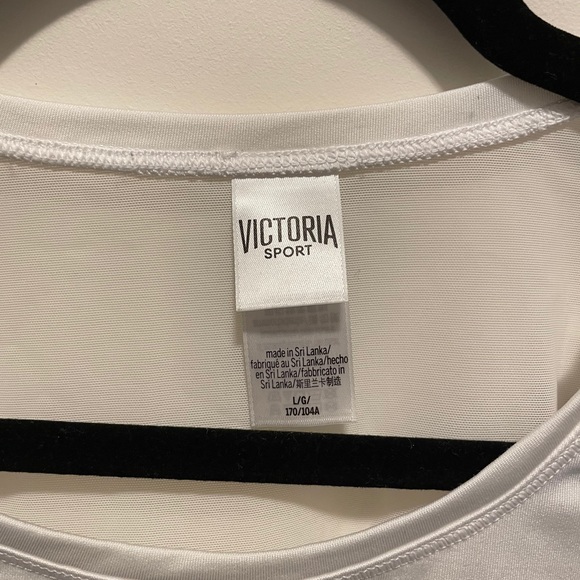 VICTORIA
SPORT
made in Sri Lanka/
fabriqué au Sri Lanka/hecho
en Sri Lanka/fabbricato in
Sri Lanka/斯里兰卡制造
L/G/
170/104A